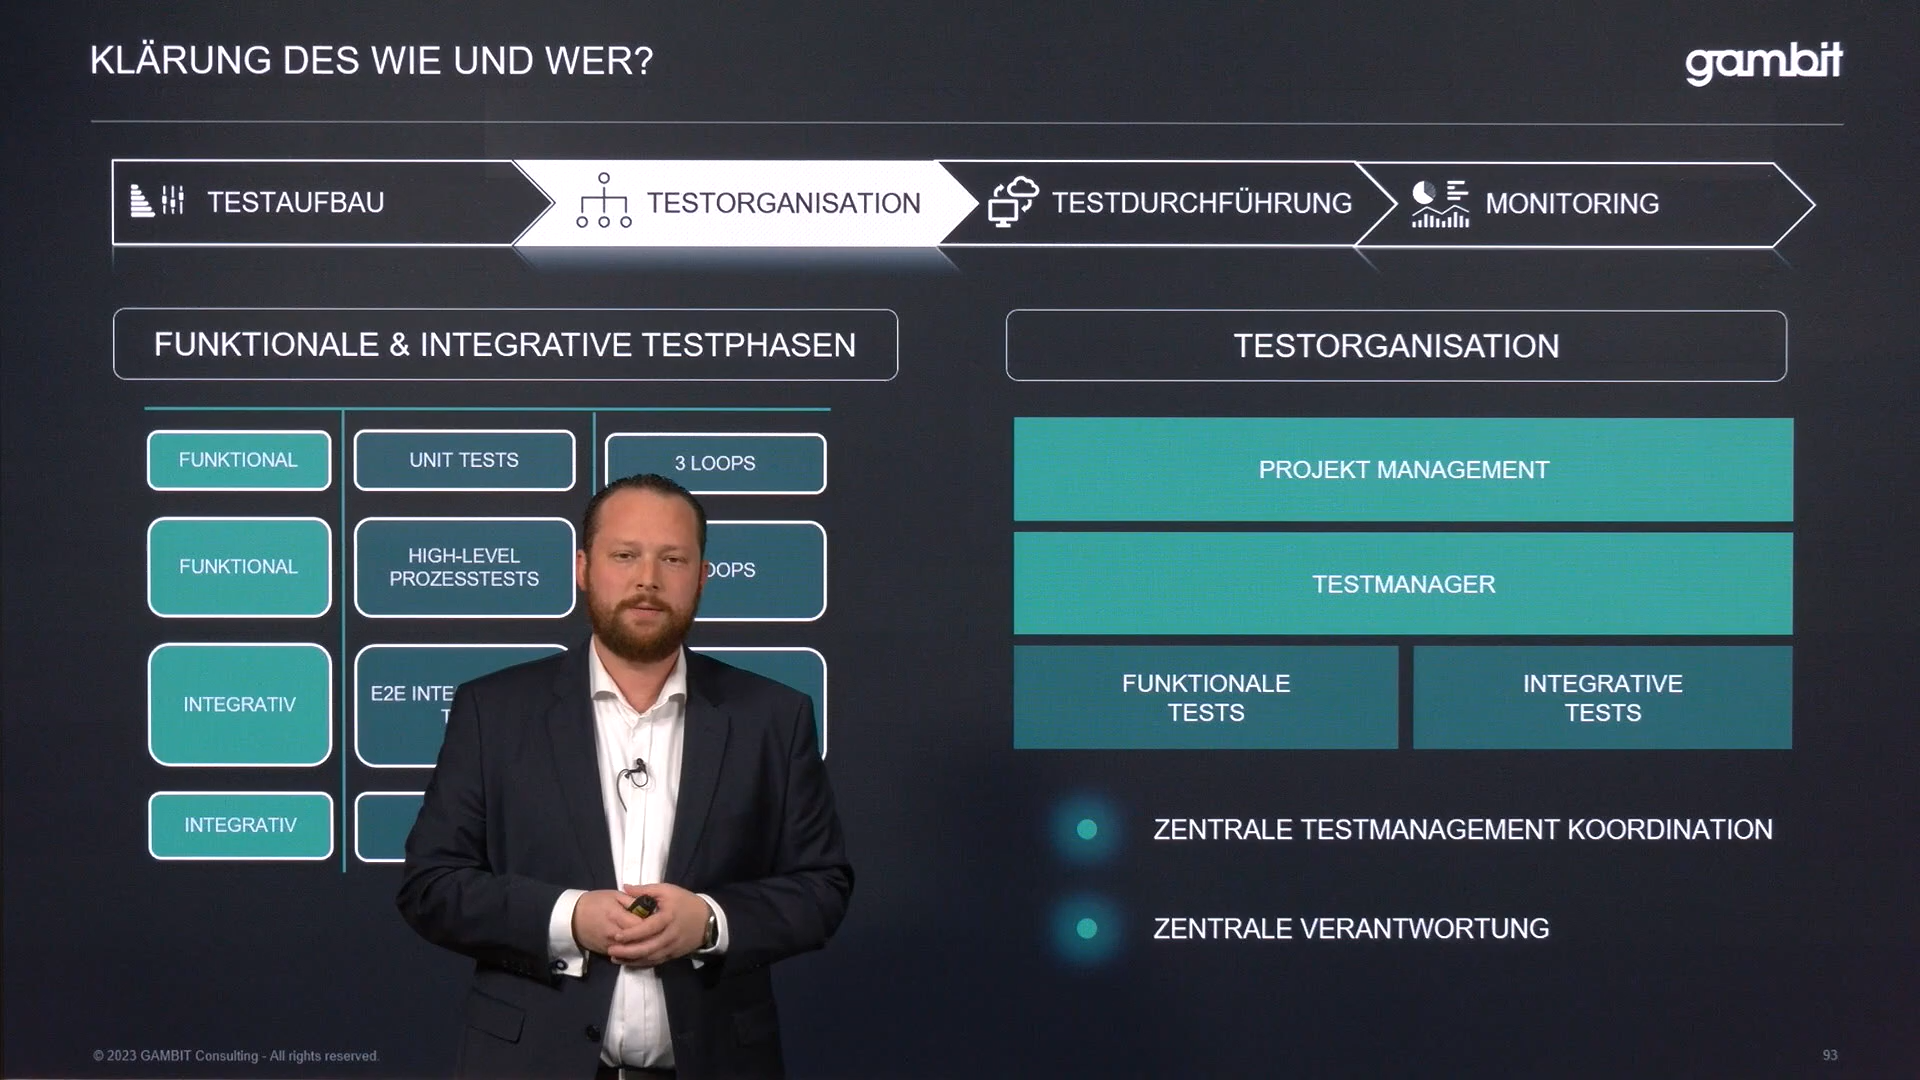 KLÄRUNG DES WIE UND WER?
gambit
TESTAUFBAU
TESTORGANISATION
TESTDURCHFÜHRUNG
MONITORING
FUNKTIONALE & INTEGRATIVE TESTPHASEN
FUNKTIONAL
UNIT TESTS
3 LOOPS
FUNKTIONAL
HIGH-LEVEL
PROZESSTESTS
INTEGRATIV
E2E
INTEGRATIV
TESTORGANISATION
PROJEKT MANAGEMENT
TESTMANAGER
FUNKTIONALE
TESTS
INTEGRATIVE
TESTS
ZENTRALE TESTMANAGEMENT KOORDINATION
ZENTRALE VERANTWORTUNG
© 2023 GAMBIT Consulting - All rights reserved.
93